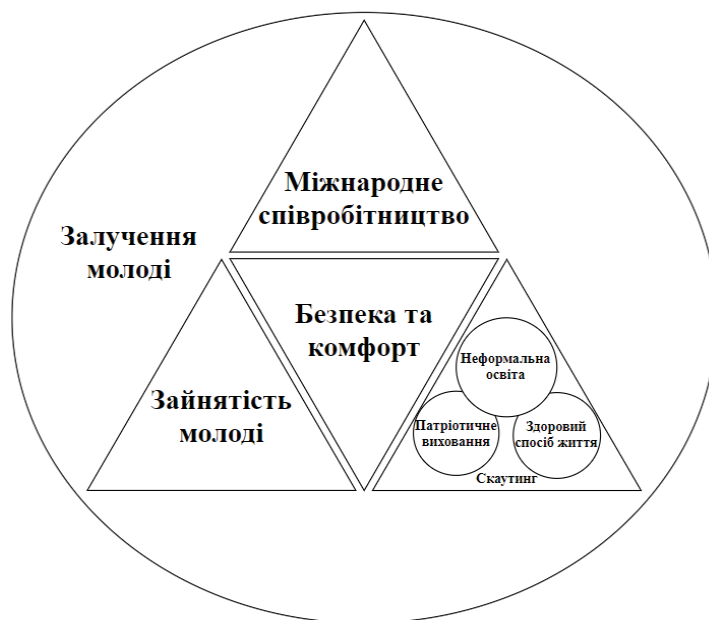 Міжнародне
співробітництво
Залучення
молоді
Безпека та
комфорт
Зайнятість
молоді
Неформальна
освіта
Патріотичне
виховання
Здоровий
спосіб життя
Скаутинг